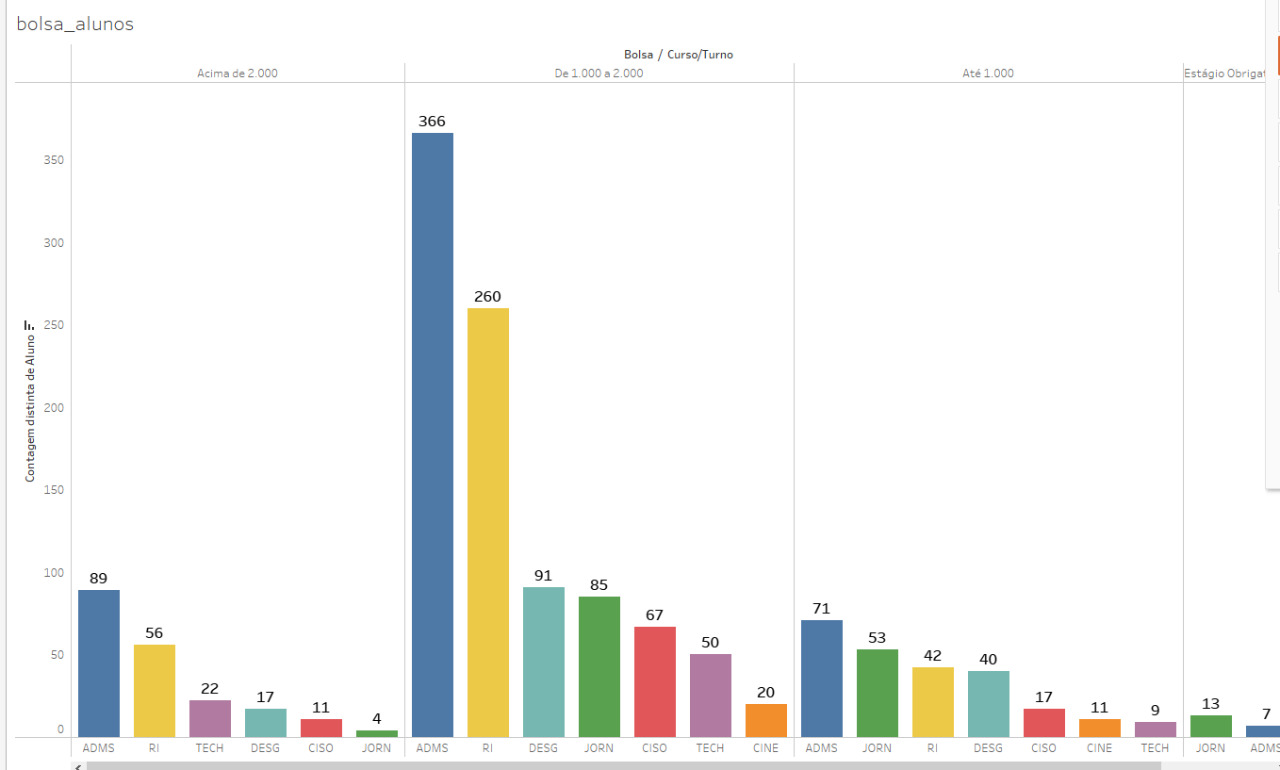 bolsa_alunos
Bolsa / Curso/Turno
Acima de 2.000 De 1.000 a 2.000 Até 1.000 Estágio Obrigat
Contagem distinta de Aluno
350
300
250
200
150
100
50
0
89 56 22 17 11 4
366 260 91 85 67 50 20
71 53 42 40 17 11 9
13 7
ADMS RI TECH DESG CISO JORN ADMS RI DESG JORN CISO TECH CINE ADMS JORN RI DESG CISO CINE TECH JORN ADMS